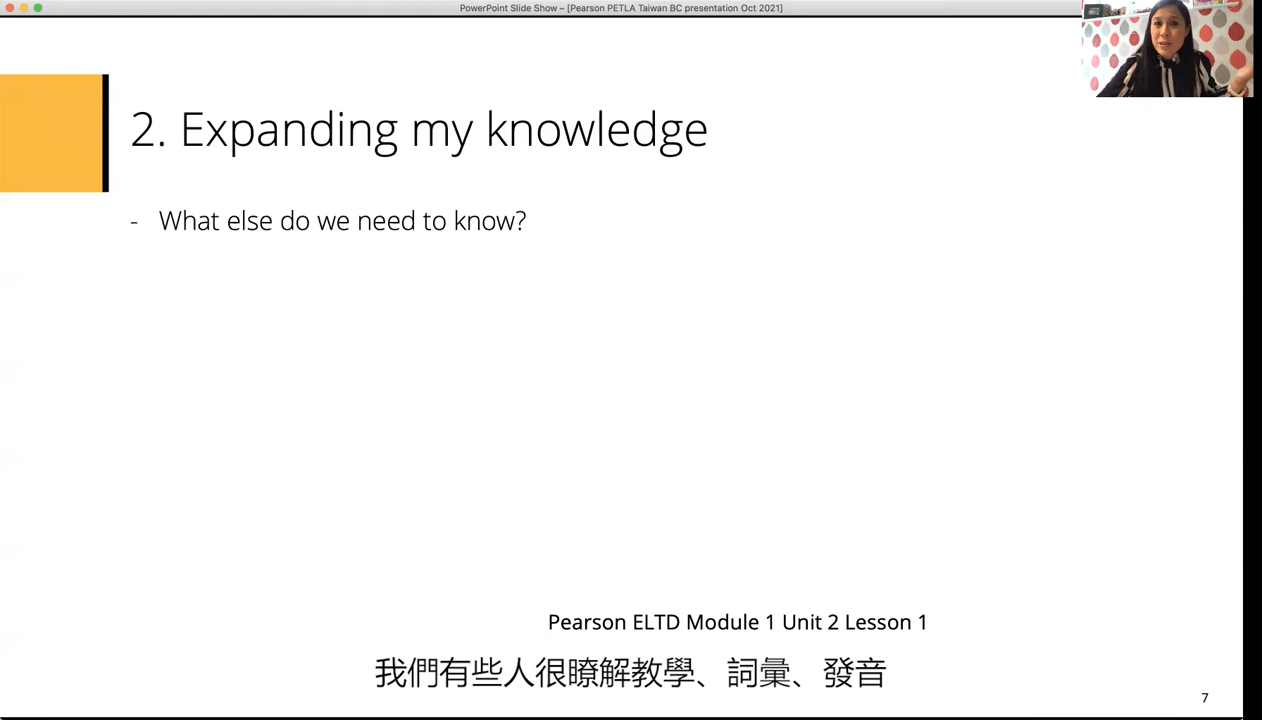 PowerPoint Slide Show – [Pearson PETLA Taiwan BC presentation Oct 2021]
2. Expanding my knowledge
- What else do we need to know?
Pearson ELTD Module 1 Unit 2 Lesson 1
我們有些人很瞭解教學、詞彙、發音
7